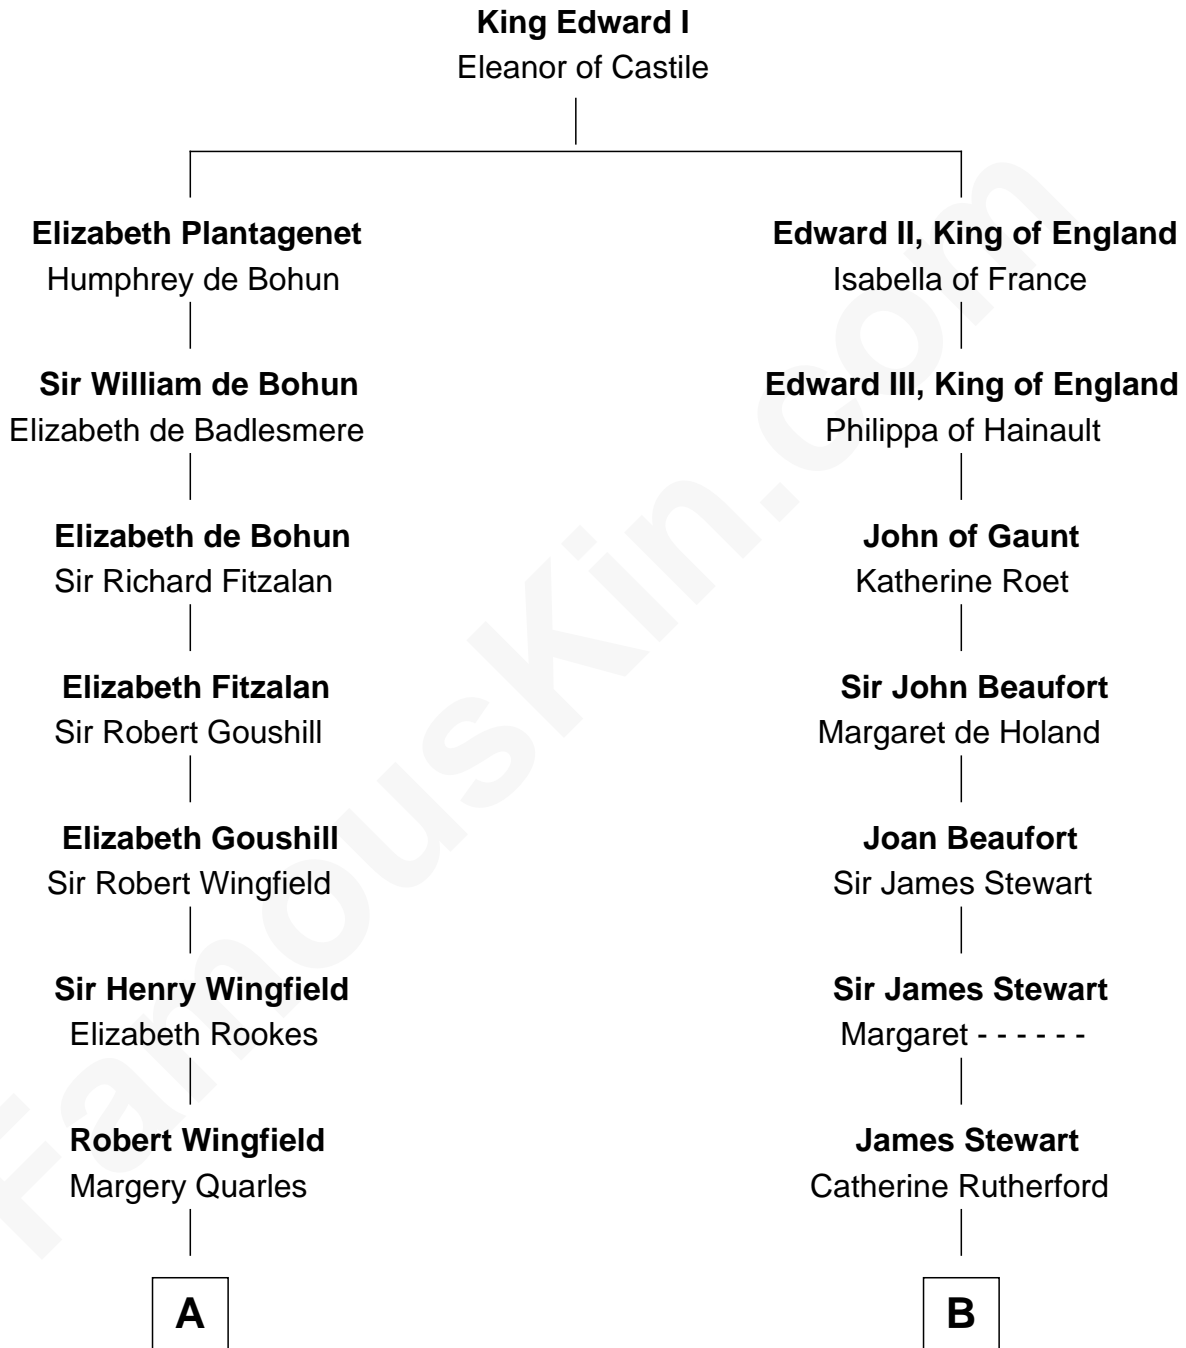 King Edward I
Eleanor of Castile
Elizabeth Plantagenet
Humphrey de Bohun
Edward II, King of England
Isabella of France
Sir William de Bohun
Elizabeth de Badlesmere
Edward III, King of England
Philippa of Hainault
Elizabeth de Bohun
Sir Richard Fitzalan
John of Gaunt
Katherine Roet
Elizabeth Fitzalan
Sir Robert Goushill
Sir John Beaufort
Margaret de Holand
Elizabeth Goushill
Sir Robert Wingfield
Joan Beaufort
Sir James Stewart
Sir Henry Wingfield
Elizabeth Rookes
Sir James Stewart
Margaret - - - - - -
Robert Wingfield
Margery Quarles
James Stewart
Catherine Rutherford
A
B
FamousKin.com